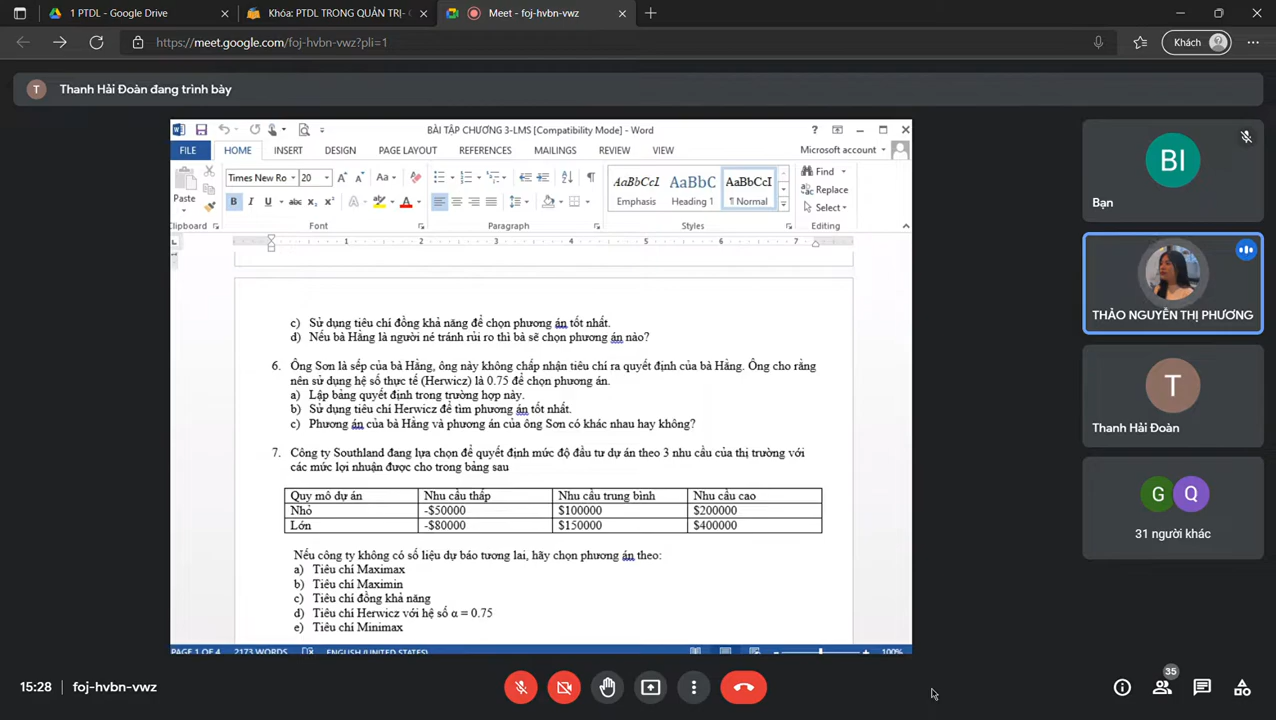 1 PTDL - Google Drive
Khóa: PTDL TRONG QUẢN TRỊ-
Meet - foj-hvbn-vwz
https://meet.google.com/foj-hvbn-vwz?pli=1
Khách
T
Thanh Hải Đoàn đang trình bày
BÀI TẬP CHƯƠNG 3-LMS [Compatibility Mode] - Word
FILE HOME INSERT DESIGN PAGE LAYOUT REFERENCES MAILINGS REVIEW VIEW Microsoft account
Paste
Times New Ro 20
AaBbCcI AaBbC AaBbCcI
Emphasis Heading 1 ¶ Normal
Find
Replace
Select
Clipboard Font Paragraph Styles Editing
1 2 3 4 5 6 7
c) Sử dụng tiêu chí đồng khả năng để chọn phương án tốt nhất.
d) Nếu bà Hằng là người né tránh rủi ro thì bà sẽ chọn phương án nào?
6. Ông Sơn là sếp của bà Hằng, ông này không chấp nhận tiêu chí ra quyết định của bà Hằng. Ông cho rằng
nên sử dụng hệ số thực tế (Herwicz) là 0.75 để chọn phương án.
a) Lập bảng quyết định trong trường hợp này.
b) Sử dụng tiêu chí Herwicz để tìm phương án tốt nhất.
c) Phương án của bà Hằng và phương án của ông Sơn có khác nhau hay không?
7. Công ty Southland đang lựa chọn để quyết định mức độ đầu tư dự án theo 3 nhu cầu của thị trường với
các mức lợi nhuận được cho trong bảng sau
Quy mô dự án Nhu cầu thấp Nhu cầu trung bình Nhu cầu cao
Nhỏ -$50000 $100000 $200000
Lớn -$80000 $150000 $400000
Nếu công ty không có số liệu dự báo tương lai, hãy chọn phương án theo:
a) Tiêu chí Maximax
b) Tiêu chí Maximin
c) Tiêu chí đồng khả năng
d) Tiêu chí Herwicz với hệ số α = 0.75
e) Tiêu chí Minimax
PAGE 1 OF 4 2173 WORDS ENGLISH (UNITED STATES) 100%
BI
Bạn
THẢO NGUYỄN THỊ PHƯƠNG
T
Thanh Hải Đoàn
G Q
31 người khác
15:28 foj-hvbn-vwz
35